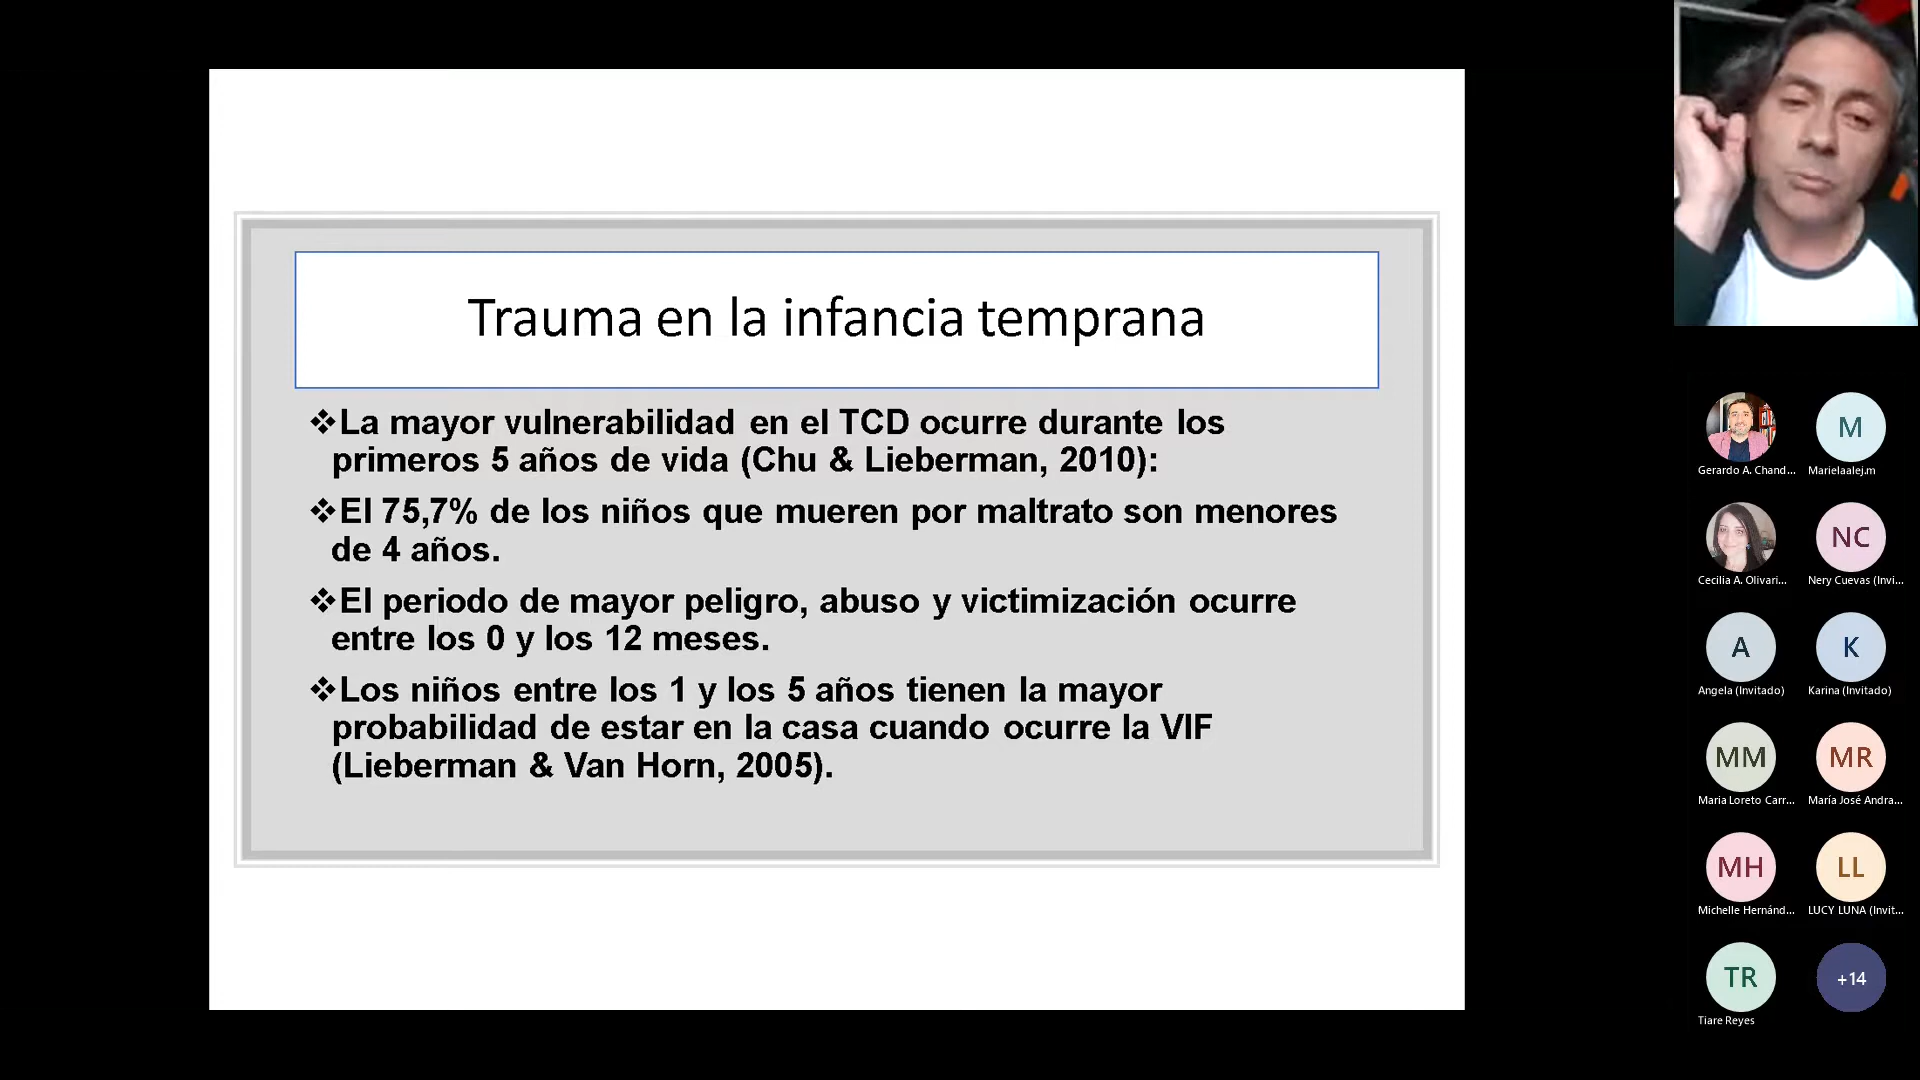 Trauma en la infancia temprana
❖La mayor vulnerabilidad en el TCD ocurre durante los
primeros 5 años de vida (Chu & Lieberman, 2010):
❖El 75,7% de los niños que mueren por maltrato son menores
de 4 años.
❖El periodo de mayor peligro, abuso y victimización ocurre
entre los 0 y los 12 meses.
❖Los niños entre los 1 y los 5 años tienen la mayor
probabilidad de estar en la casa cuando ocurre la VIF
(Lieberman & Van Horn, 2005).
M
Gerardo A. Chand... Marielaalej.m
NC
Cecilia A. Olivari... Nery Cuevas (Invi...
A K
Angela (Invitado) Karina (Invitado)
MM MR
Maria Loreto Carr... María José Andra...
MH LL
Michelle Hernánd... LUCY LUNA (Invit...
TR +14
Tiare Reyes